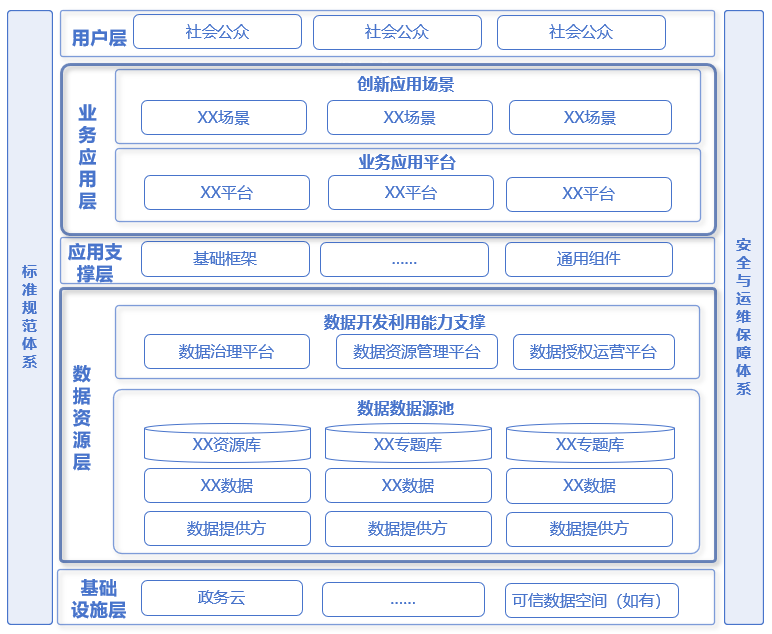 标准规范体系
用户层
社会公众
社会公众
社会公众
业务应用层
创新应用场景
XX场景
XX场景
XX场景
业务应用平台
XX平台
XX平台
XX平台
应用支
撑层
基础框架
......
通用组件
数据资源层
数据开发利用能力支撑
数据治理平台
数据资源管理平台
数据授权运营平台
数据数据源池
XX资源库
XX专题库
XX专题库
XX数据
XX数据
XX数据
数据提供方
数据提供方
数据提供方
基础
设施层
政务云
......
可信数据空间（如有）
安全与运维保障体系